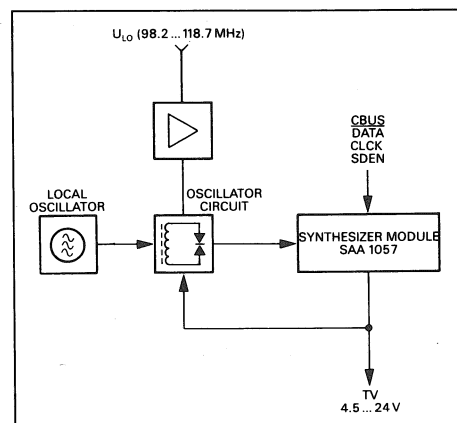 U_LO (98.2 ... 118.7 MHz)
CBUS
DATA
CLCK
SDEN
LOCAL
OSCILLATOR
OSCILLATOR
CIRCUIT
SYNTHESIZER MODULE
SAA 1057
TV
4.5 ... 24 V